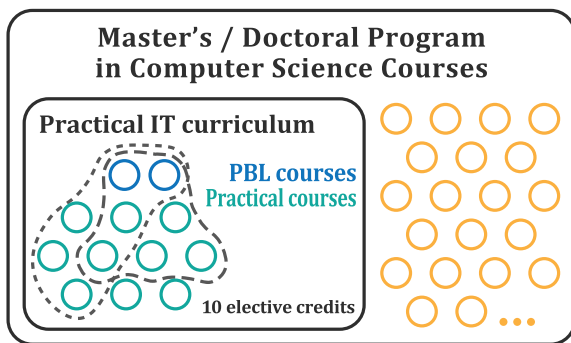 Master's / Doctoral Program
in Computer Science Courses
Practical IT curriculum
PBL courses
Practical courses
10 elective credits